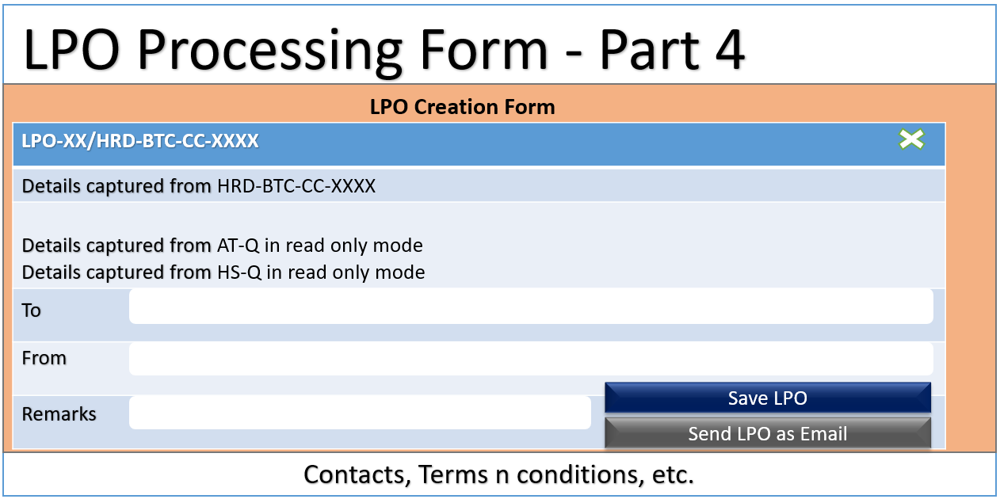 LPO Processing Form - Part 4
LPO Creation Form
LPO-XX/HRD-BTC-CC-XXXX
Details captured from HRD-BTC-CC-XXXX
Details captured from AT-Q in read only mode
Details captured from HS-Q in read only mode
To
From
Save LPO
Remarks
Send LPO as Email
Contacts, Terms n conditions, etc.